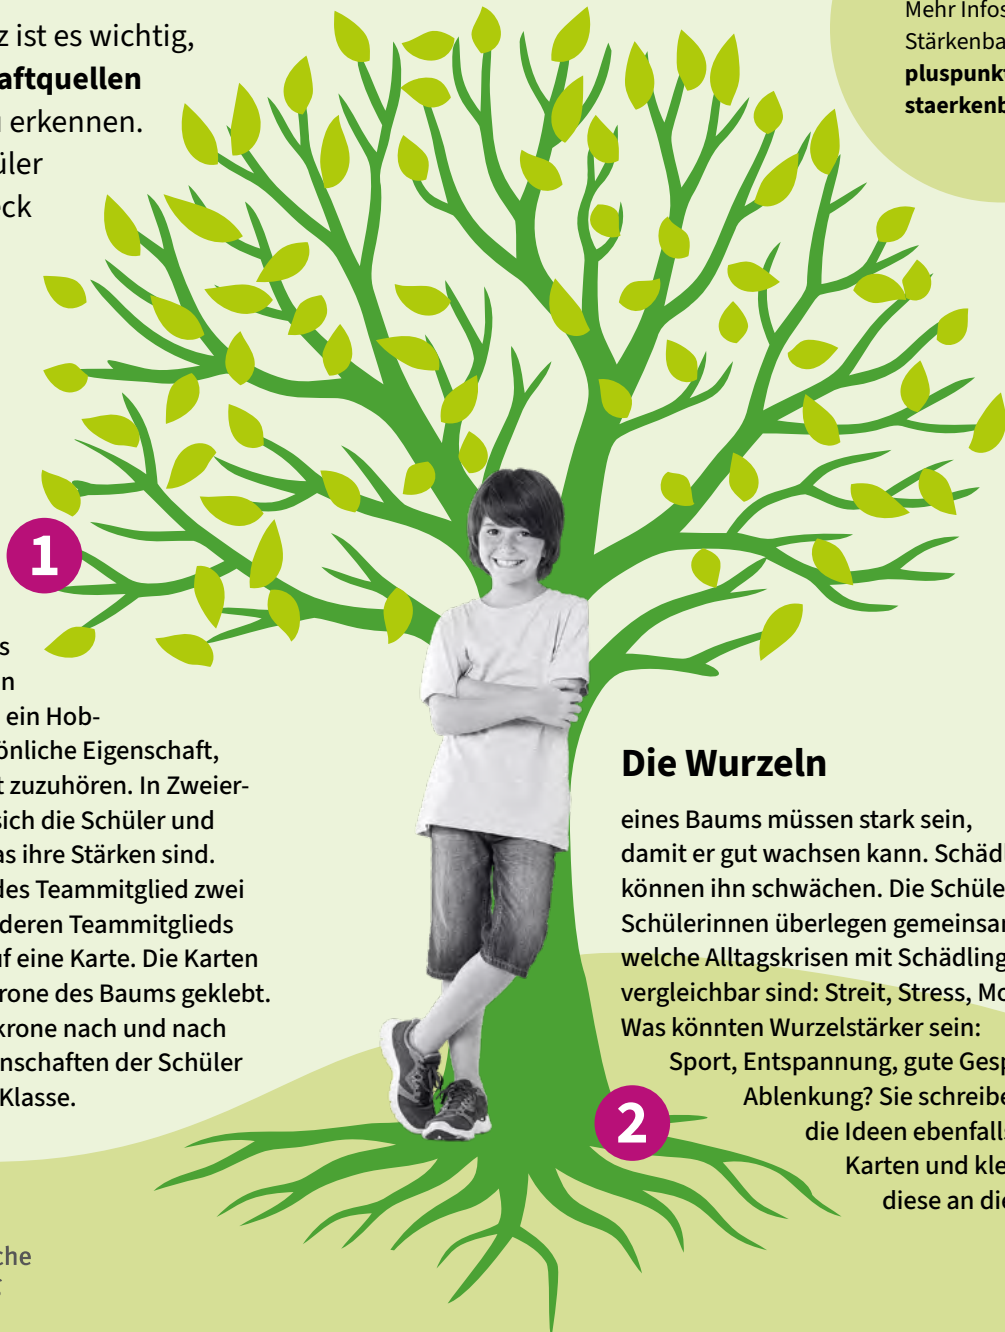 z ist es wichtig,
aftquellen
erkennen.
üler
ck
Mehr Infos
Stärkenba
pluspunkt
staerkenb
1
s
n
ein Hob-
önliche Eigenschaft,
t zuzuhören. In Zweier-
sich die Schüler und
as ihre Stärken sind.
des Teammitglied zwei
deren Teammitglieds
uf eine Karte. Die Karten
rone des Baums geklebt.
krone nach und nach
nschaften der Schüler
Klasse.
Die Wurzeln
eines Baums müssen stark sein,
damit er gut wachsen kann. Schädl
können ihn schwächen. Die Schüle
Schülerinnen überlegen gemeinsar
welche Alltagskrisen mit Schädling
vergleichbar sind: Streit, Stress, Mo
Was könnten Wurzelstärker sein:
Sport, Entspannung, gute Gesp
Ablenkung? Sie schreibe
die Ideen ebenfalls
Karten und kle
diese an die
2
che